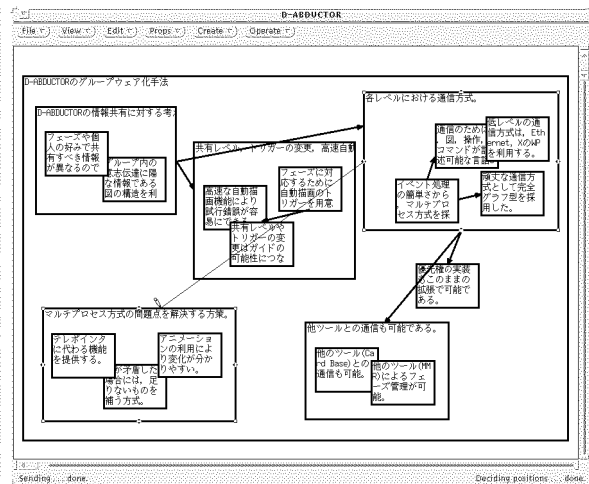 D-ABDUCTOR
File
View
Edit
Props
Create
Operate
D-ABDUCTORのグループウェア化手法
D-ABDUCTORの情報共有に対する考
フェーズや個
人の好みで共
有すべき情報
が異なるので
グループ内の
意志伝達に
な情報である
図の構造を利
共有レベル、トリガーの変更，高速自動
フェーズに対
応するために
自動描画のト
リガーを用意
高速な自動描
画機能により
試行錯誤が容
易にできる
共有レベルや
トリガーの変
更はガイドの
可能性につな
各レベルにおける通信方式。
通信のために
，図，操作，
コマンドが
述可能な言語
低レベルの通
信方式は，Eth
ernet，XのWP
を利用する。
イベント処理
の簡単さから
，マルチプロ
セス方式を採
頑丈な通信方
式として完全
グラフ型を採
用した。
優先権の実装
もこのままの
拡張で可能で
ある。
マルチプロセス方式の問題点を解決する方策。
テレポインタ
に代わる機能
を提供する。
アニメーショ
ンの利用によ
り変化が分か
りやすい。
が矛盾した
場合には，足
りないものを
補う方式。
他ツールとの通信も可能である。
他のツール(Ca
rd Base)との
通信も可能。
他のツール(MM
R)によるフェ
ーズ管理が可
能。
Sending ... done.
Deciding positions ... done.